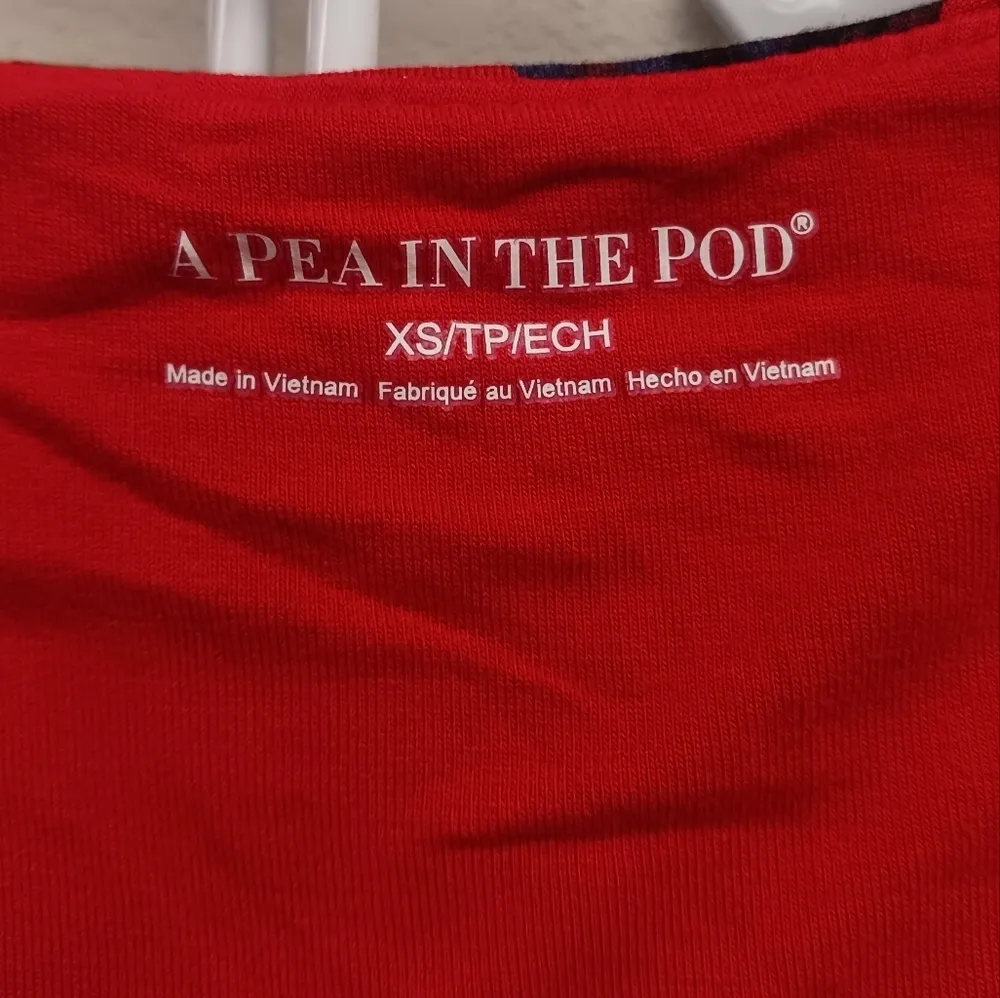 A PEA IN THE POD®
XS/TP/ECH
Made in Vietnam Fabriqué au Vietnam Hecho en Vietnam